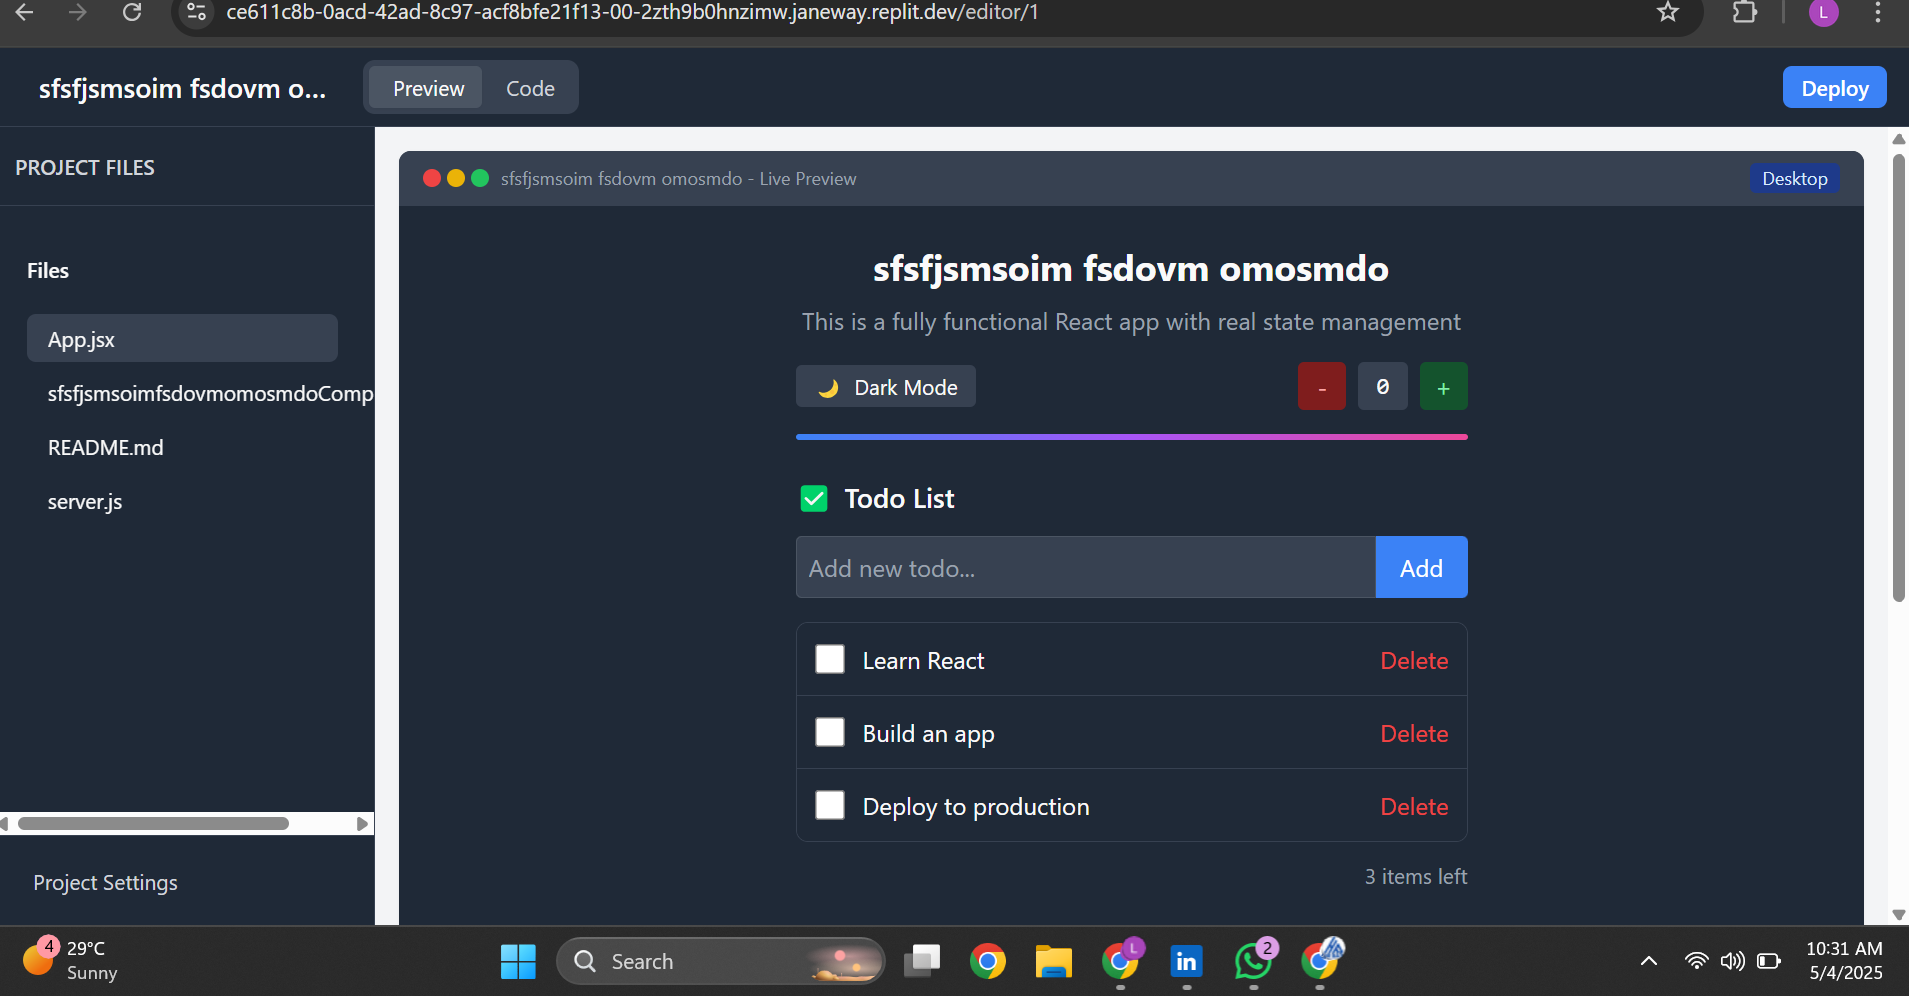 ce611c8b-0acd-42ad-8c97-acf8bfe21f13-00-2zth9b0hnzimw.janeway.replit.dev/editor/1
L
sfsfjsmsoim fsdovm o...
Preview
Code
Deploy
PROJECT FILES
sfsfjsmsoim fsdovm omosmdo - Live Preview
Desktop
Files
App.jsx
sfsfjsmsoimfsdovmomosmdoComp
README.md
server.js
sfsfjsmsoim fsdovm omosmdo
This is a fully functional React app with real state management
Dark Mode
-
0
+
Todo List
Add new todo...
Add
Learn React
Delete
Build an app
Delete
Deploy to production
Delete
3 items left
Project Settings
4
29°C
Sunny
Search
L
in
2
10:31 AM
5/4/2025